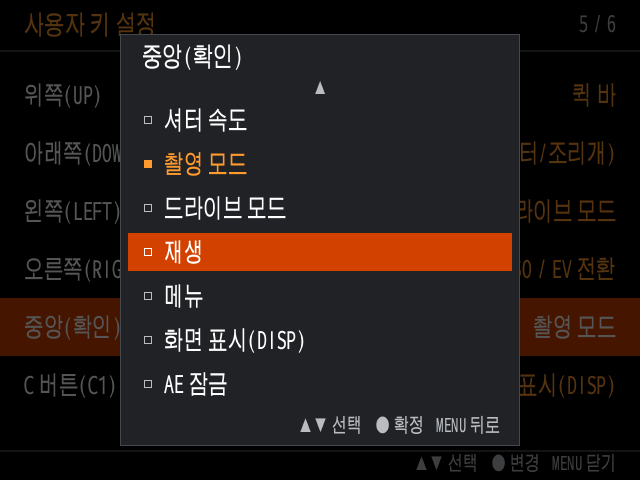 사용자 키 설정 5 / 6
중앙(확인)
▲
셔터 속도
촬영 모드
드라이브 모드
재생
메뉴
화면 표시(DISP)
AE 잠금
▲▼ 선택 ● 확정 MENU 뒤로
위쪽(UP) 퀵 바
아래쪽(DOW 터/조리개)
왼쪽(LEFT) 라이브 모드
오른쪽(RIG SO / EV 전환
중앙(확인) 촬영 모드
C 버튼(C1) 표시(DISP)
▲▼ 선택 ● 변경 MENU 닫기